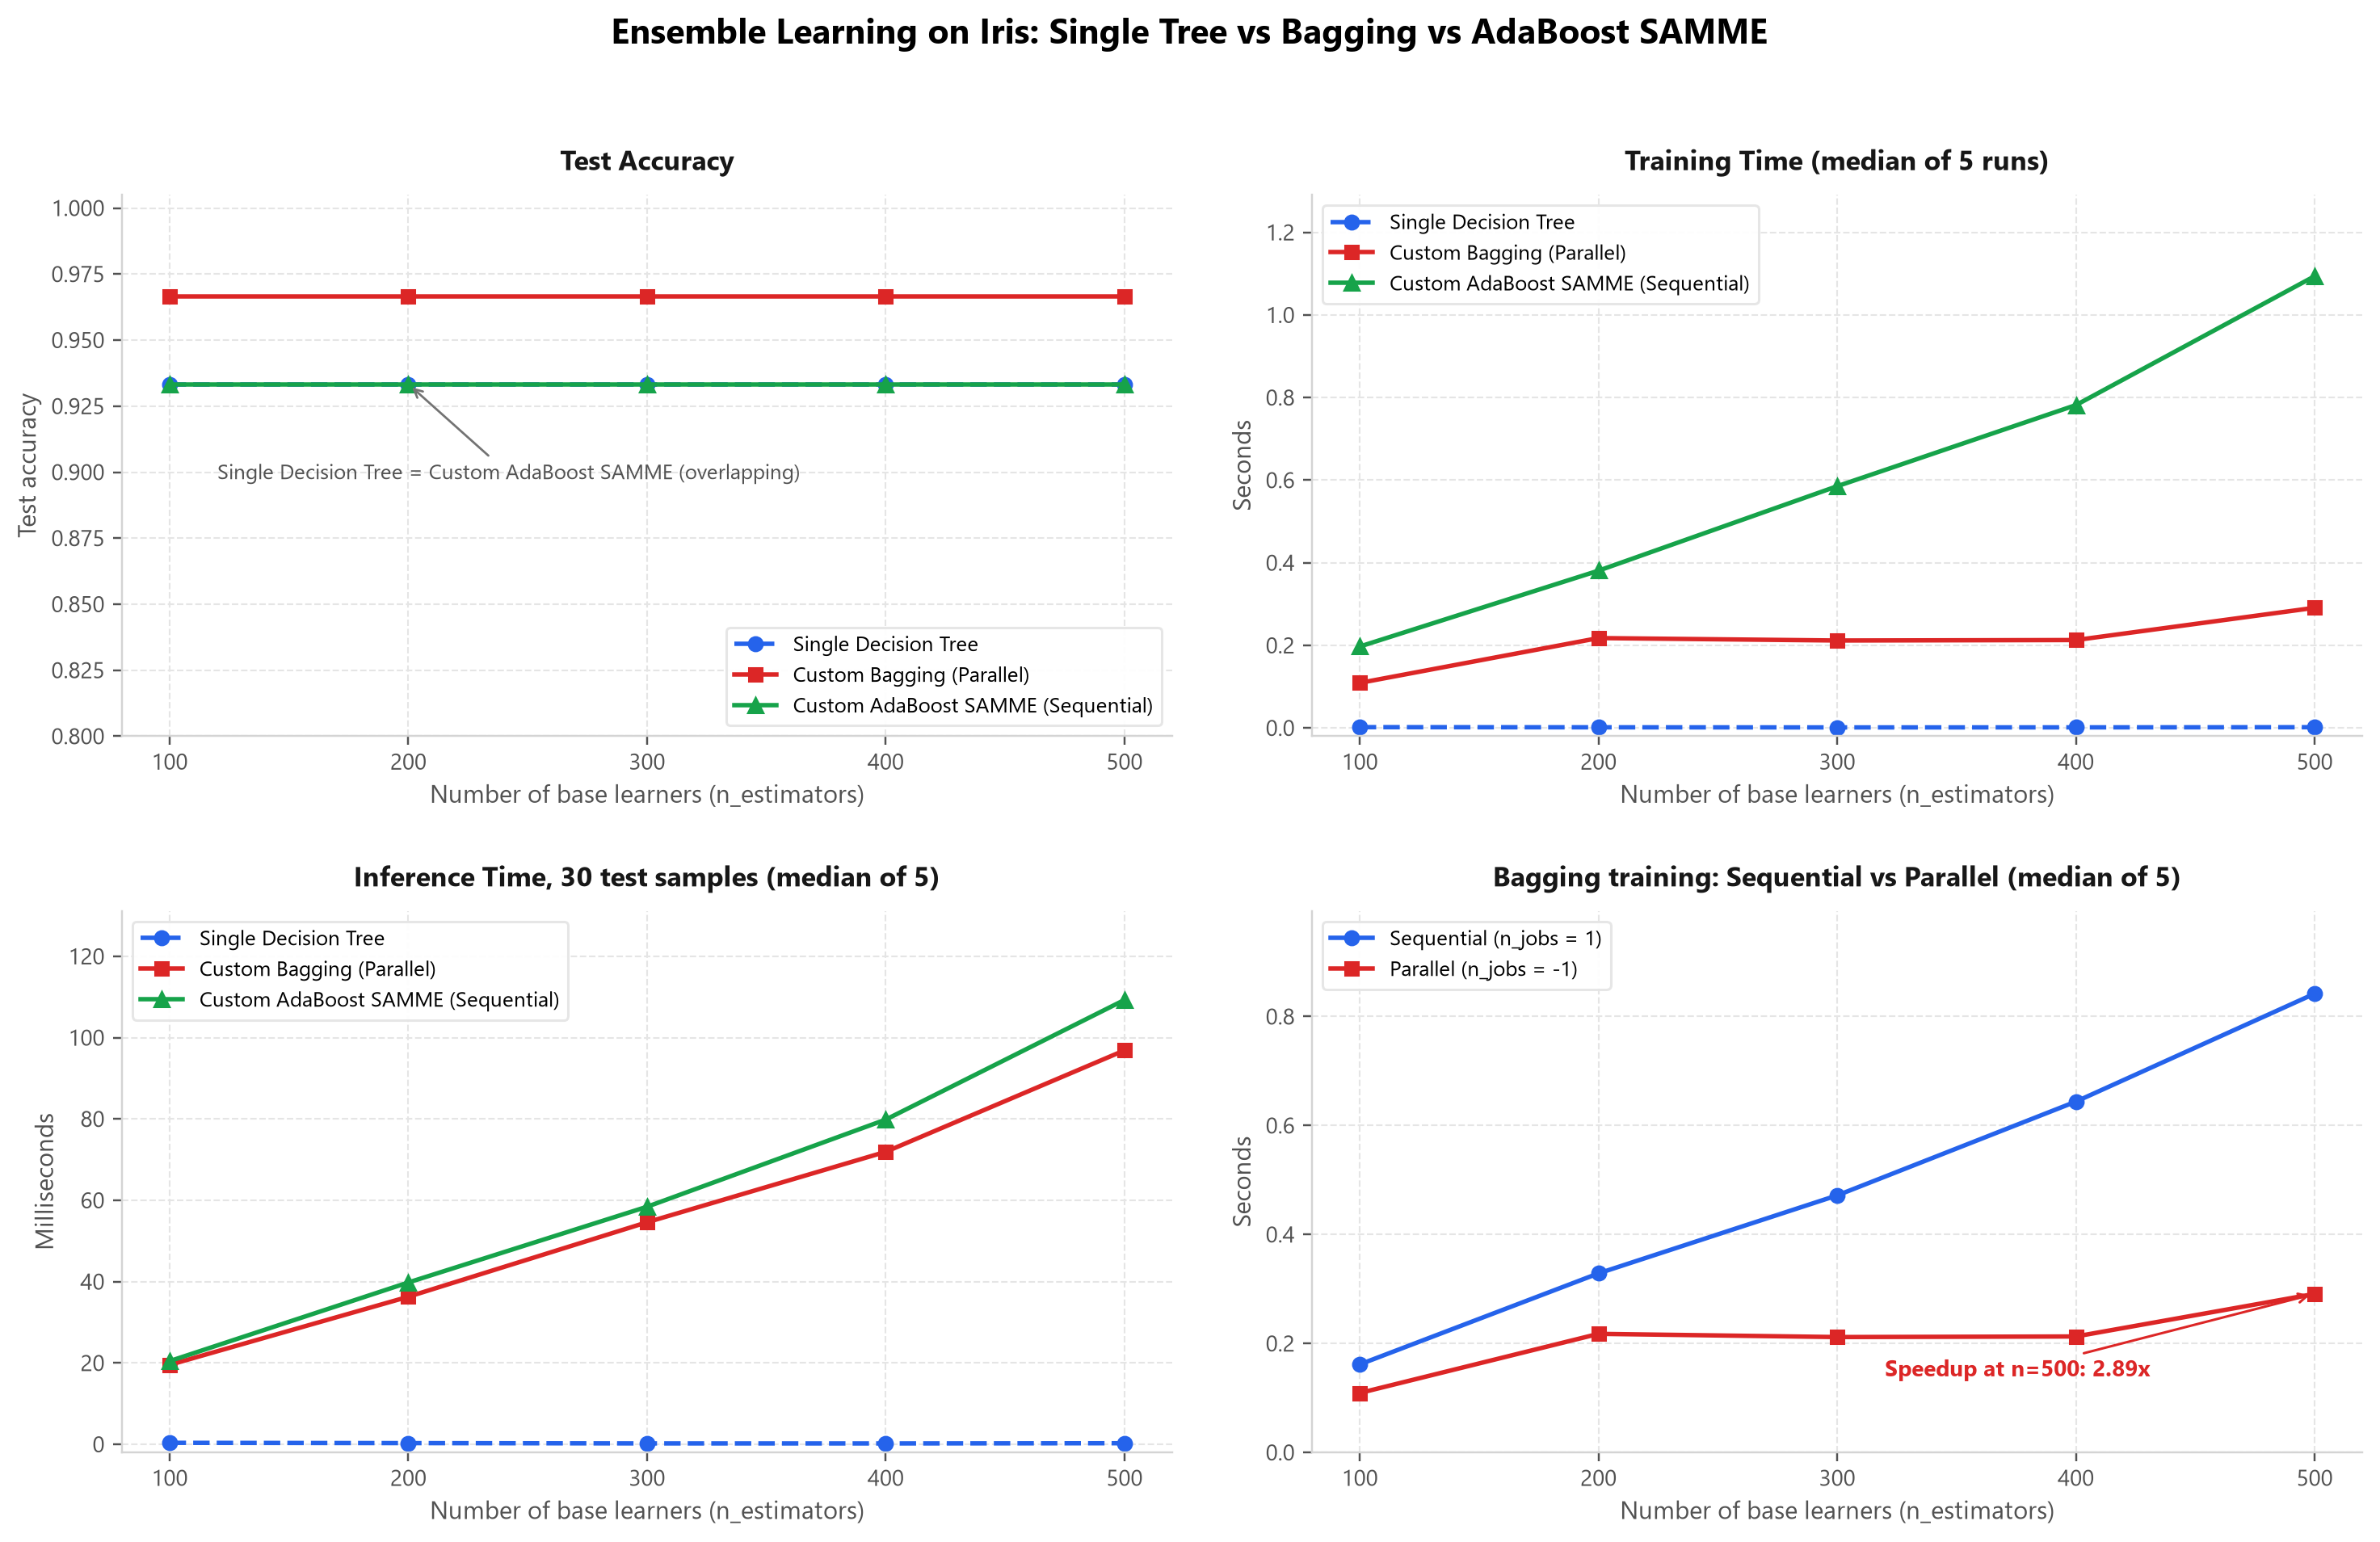 Ensemble Learning on Iris: Single Tree vs Bagging vs AdaBoost SAMME
Test Accuracy
1.000
0.975
0.950
0.925
0.900
0.875
0.850
0.825
0.800
Test accuracy
Single Decision Tree = Custom AdaBoost SAMME (overlapping)
Single Decision Tree
Custom Bagging (Parallel)
Custom AdaBoost SAMME (Sequential)
100 200 300 400 500
Number of base learners (n_estimators)
Training Time (median of 5 runs)
Single Decision Tree
Custom Bagging (Parallel)
Custom AdaBoost SAMME (Sequential)
1.2
1.0
0.8
0.6
0.4
0.2
0.0
Seconds
100 200 300 400 500
Number of base learners (n_estimators)
Inference Time, 30 test samples (median of 5)
Single Decision Tree
Custom Bagging (Parallel)
Custom AdaBoost SAMME (Sequential)
120
100
80
60
40
20
0
Milliseconds
100 200 300 400 500
Number of base learners (n_estimators)
Bagging training: Sequential vs Parallel (median of 5)
Sequential (n_jobs = 1)
Parallel (n_jobs = -1)
0.8
0.6
0.4
0.2
0.0
Seconds
Speedup at n=500: 2.89x
100 200 300 400 500
Number of base learners (n_estimators)